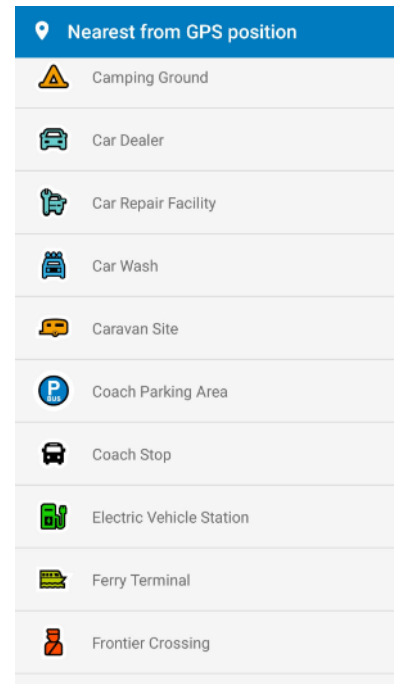 Nearest from GPS position
Camping Ground
Car Dealer
Car Repair Facility
Car Wash
Caravan Site
P
BUS
Coach Parking Area
Coach Stop
Electric Vehicle Station
Ferry Terminal
Frontier Crossing